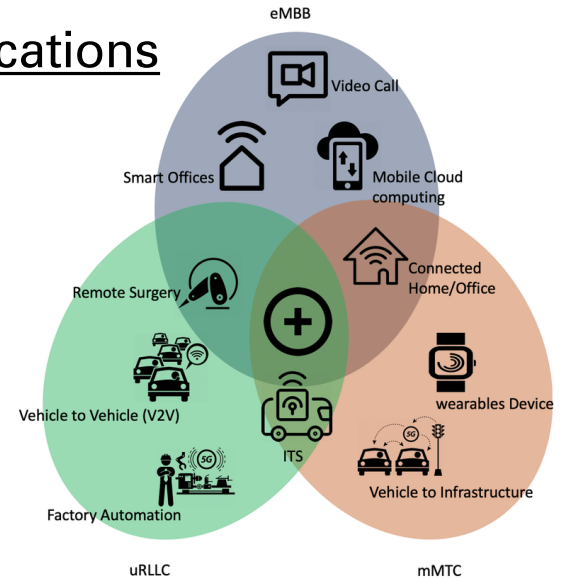 eMBB
cations
Video Call
Smart Offices
Mobile Cloud
computing
Connected
Home/Office
Remote Surgery
wearables Device
Vehicle to Vehicle (V2V)
5G
ITS
5G
Vehicle to Infrastructure
Factory Automation
uRLLC
mMTC